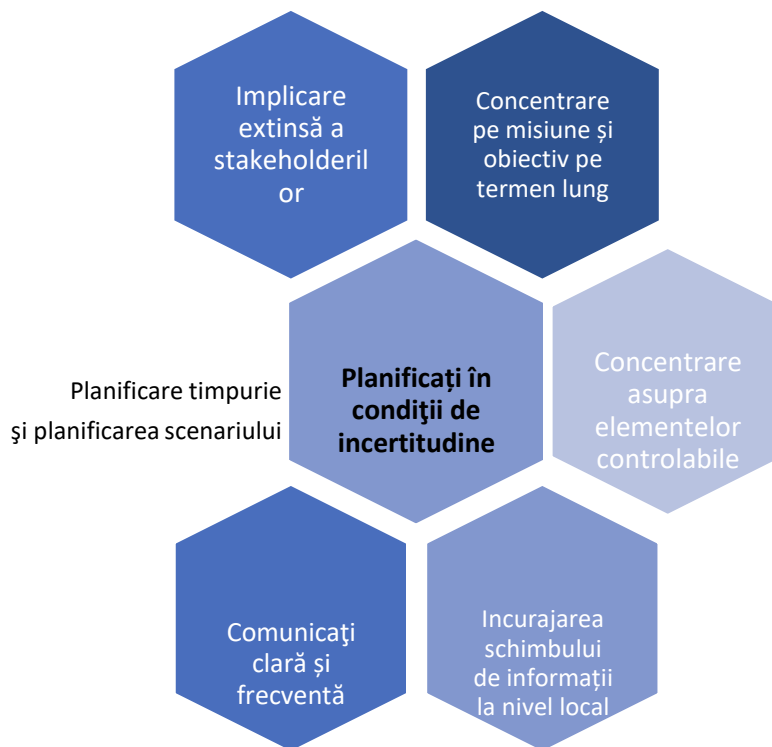 Implicare
extinsă a
stakeholderil
or
Concentrare
pe misiune și
obiectiv pe
termen lung
Planificare timpurie
şi planificarea scenariului
Planificați în
condiţii de
incertitudine
Concentrare
asupra
elementelor
controlabile
Comunicaţi
clară și
frecventă
Incurajarea
schimbului
de informații
la nivel local